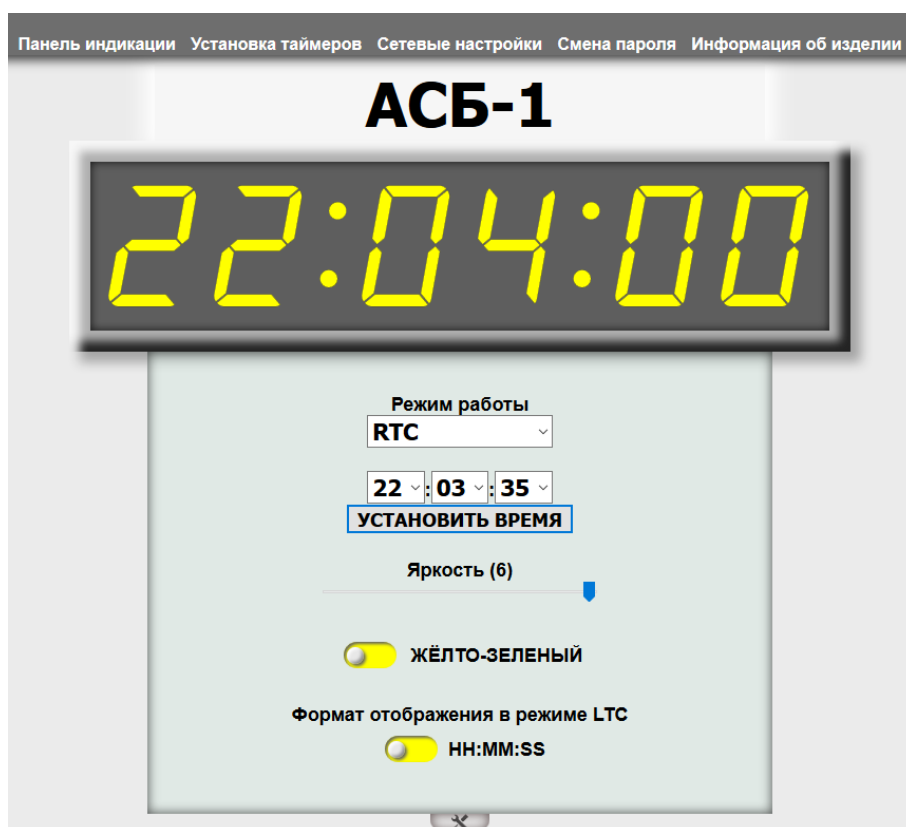 Панель индикации Установка таймеров Сетевые настройки Смена пароля Информация об изделии
АСБ-1
22:04:00
Режим работы
RTC
22 : 03 : 35
УСТАНОВИТЬ ВРЕМЯ
Яркость (6)
ЖЁЛТО-ЗЕЛЕНЫЙ
Формат отображения в режиме LTC
HH:MM:SS